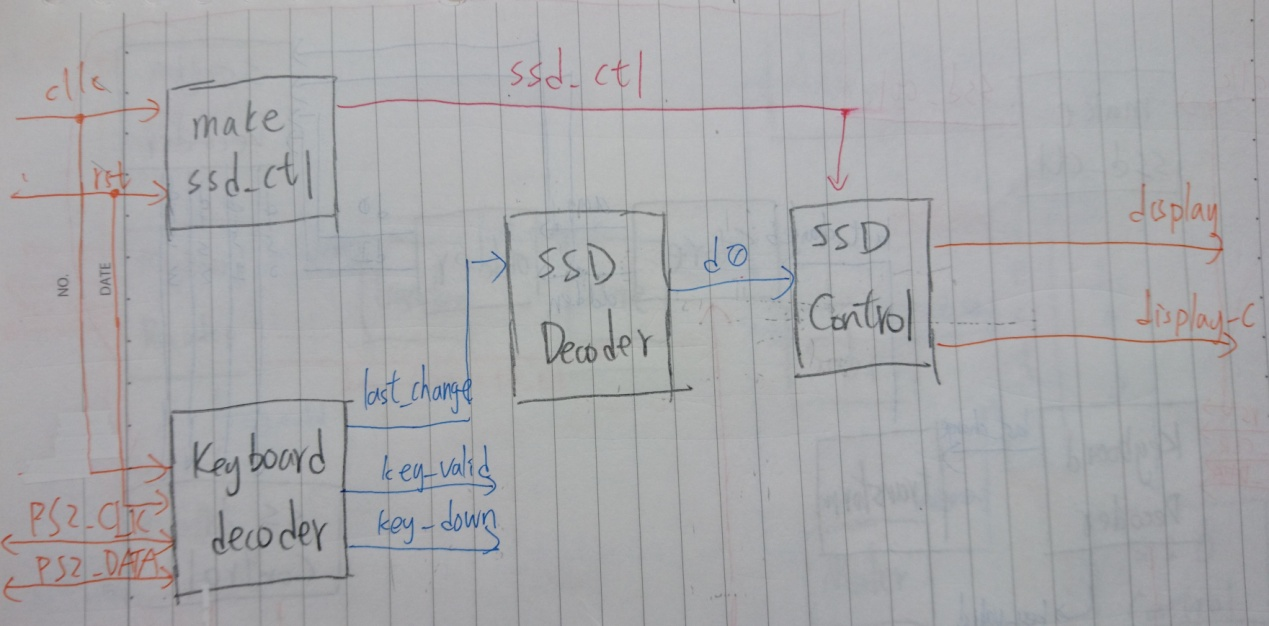 clk
ssd_ctl
make
ssd_ctl
rst
display
SSD
Decoder
d0
SSD
Control
NO.
DATE
display_c
last_change
Keyboard
decoder
key_valid
key_down
PS2_CLK
PS2_DATA